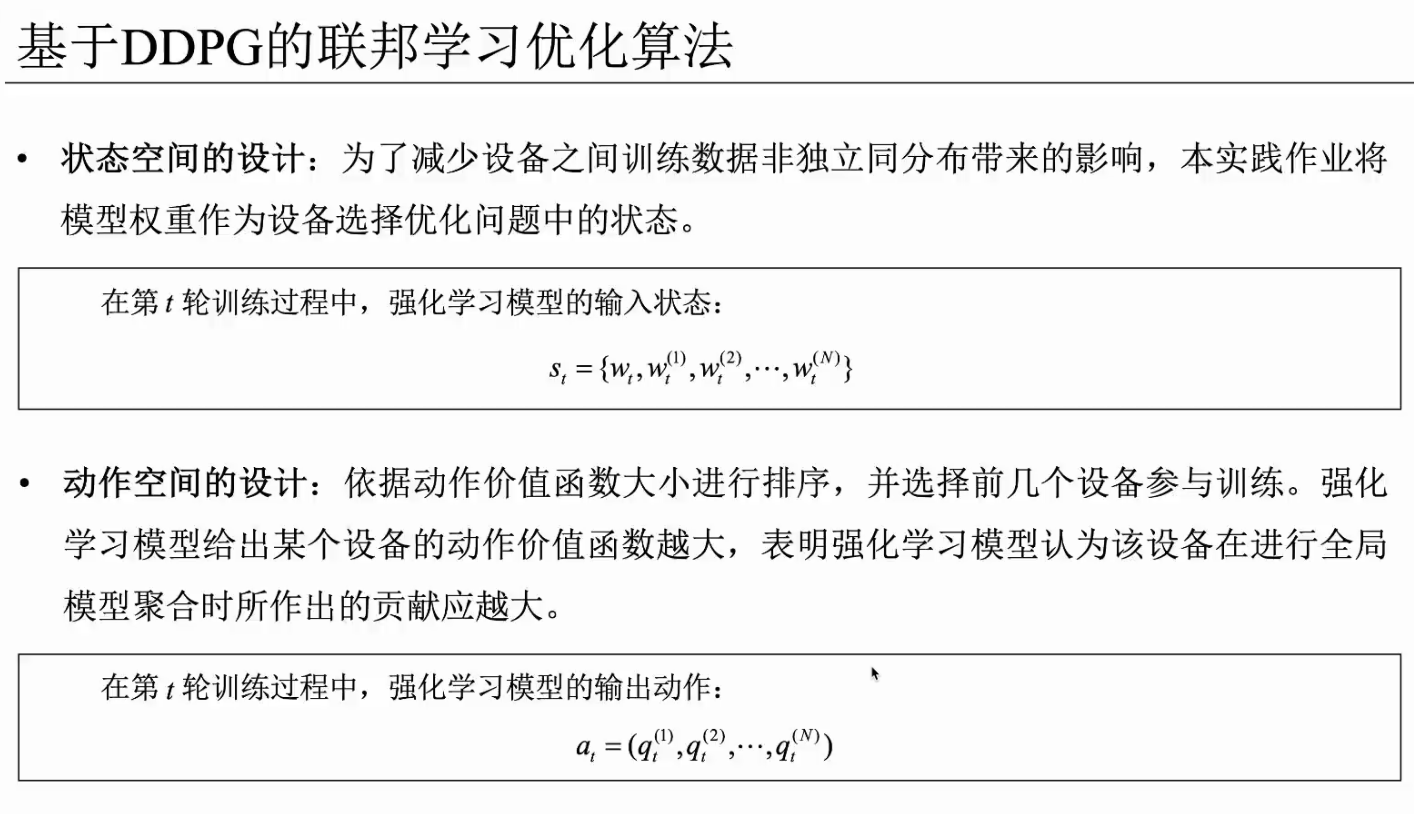 基于DDPG的联邦学习优化算法
• 状态空间的设计：为了减少设备之间训练数据非独立同分布带来的影响，本实践作业将
模型权重作为设备选择优化问题中的状态。
在第 t 轮训练过程中，强化学习模型的输入状态：
s_t = {w_t, w_t^{(1)}, w_t^{(2)}, ⋯, w_t^{(N)}}
• 动作空间的设计：依据动作价值函数大小进行排序，并选择前几个设备参与训练。强化
学习模型给出某个设备的动作价值函数越大，表明强化学习模型认为该设备在进行全局
模型聚合时所作出的贡献应越大。
在第 t 轮训练过程中，强化学习模型的输出动作：
a_t = (q_t^{(1)}, q_t^{(2)}, ⋯, q_t^{(N)})